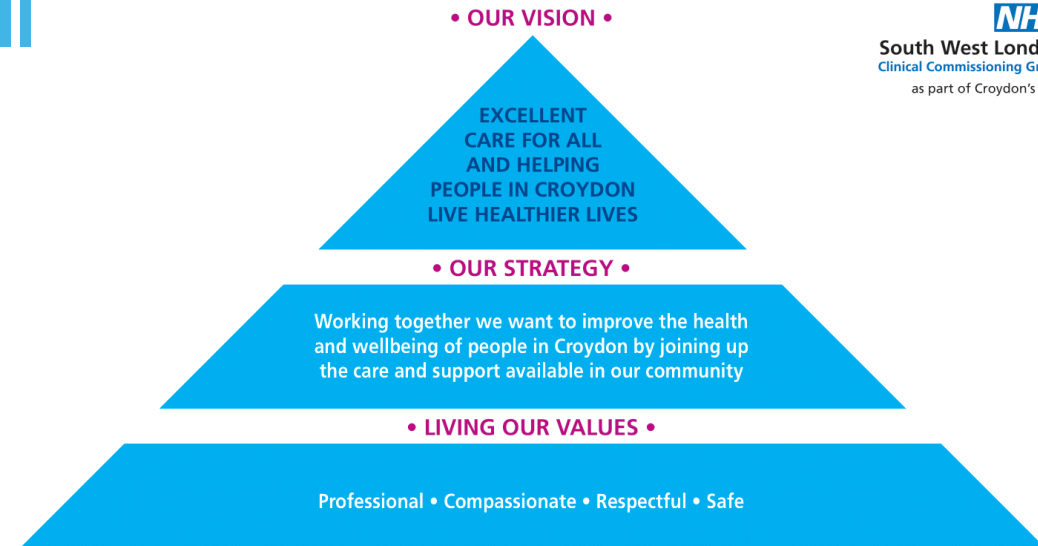 • OUR VISION •
EXCELLENT
CARE FOR ALL
AND HELPING
PEOPLE IN CROYDON
LIVE HEALTHIER LIVES
• OUR STRATEGY •
Working together we want to improve the health
and wellbeing of people in Croydon by joining up
the care and support available in our community
• LIVING OUR VALUES •
Professional • Compassionate • Respectful • Safe
South West
Clinical Commissioning
as part of Croydon's